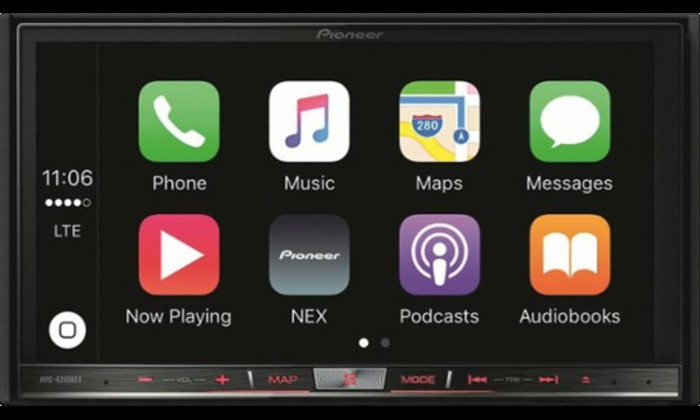 Pioneer
11:06
LTE
280
Phone
Music
Maps
Messages
Pioneer
Now Playing
NEX
Podcasts
Audiobooks
AVIC-8200NEX
VOL
MAP
MODE
TRK